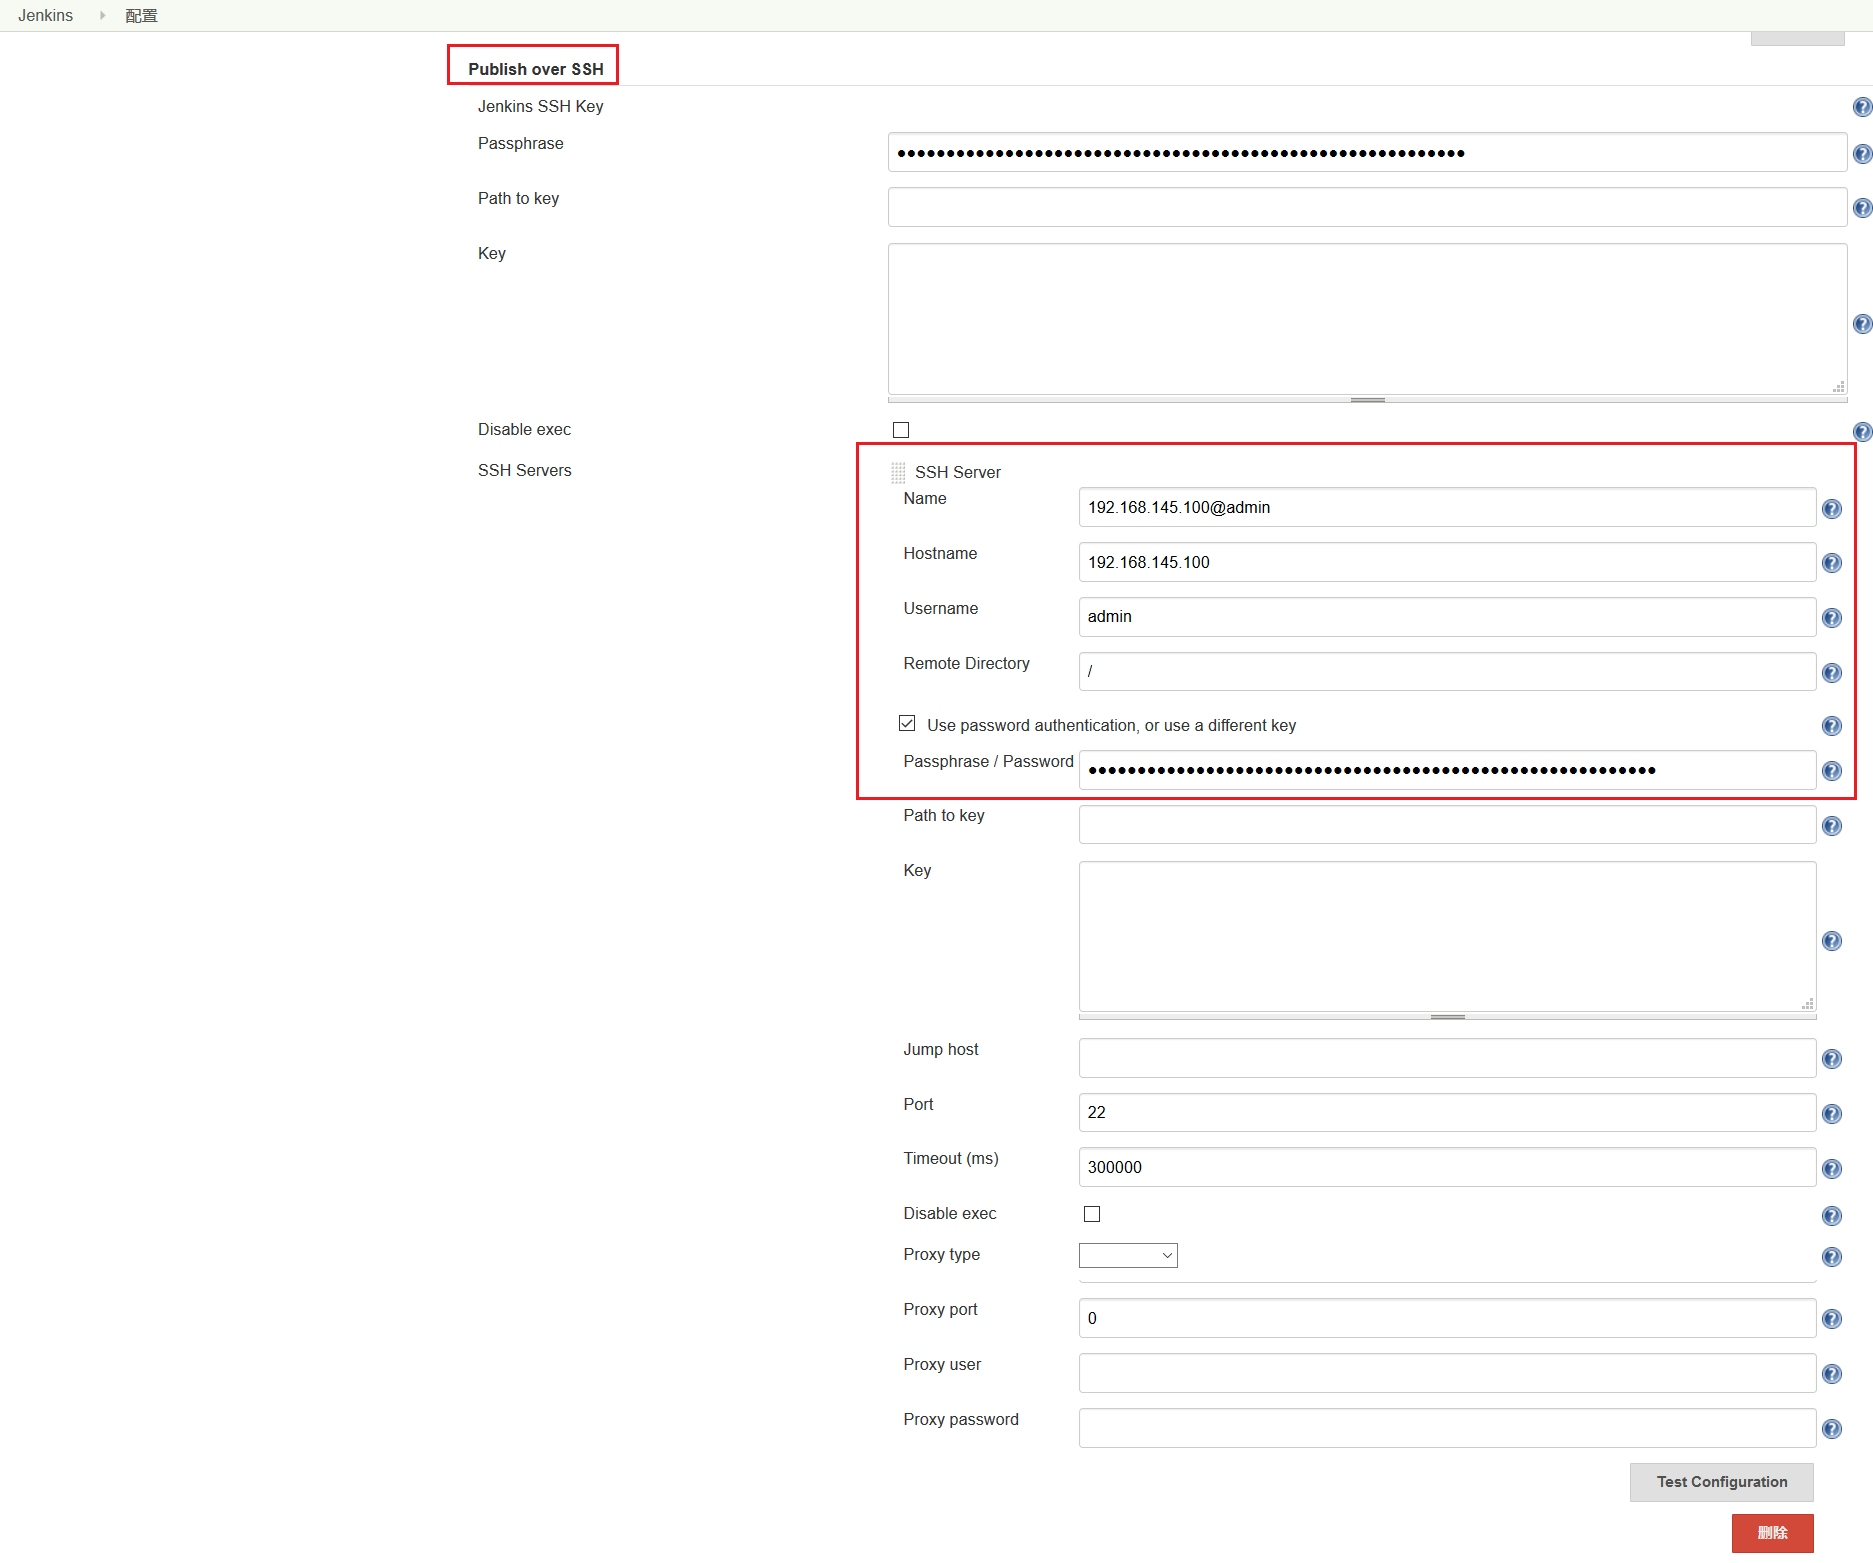 Jenkins 配置
Publish over SSH
Jenkins SSH Key
Passphrase ••••••••••••••••••••••••••••••••••••••••••••••••••••••••••
Path to key
Key
Disable exec
SSH Servers
SSH Server
Name 192.168.145.100@admin
Hostname 192.168.145.100
Username admin
Remote Directory /
Use password authentication, or use a different key
Passphrase / Password ••••••••••••••••••••••••••••••••••••••••••••••••••••••••••
Path to key
Key
Jump host
Port 22
Timeout (ms) 300000
Disable exec
Proxy type
Proxy port 0
Proxy user
Proxy password
Test Configuration
删除